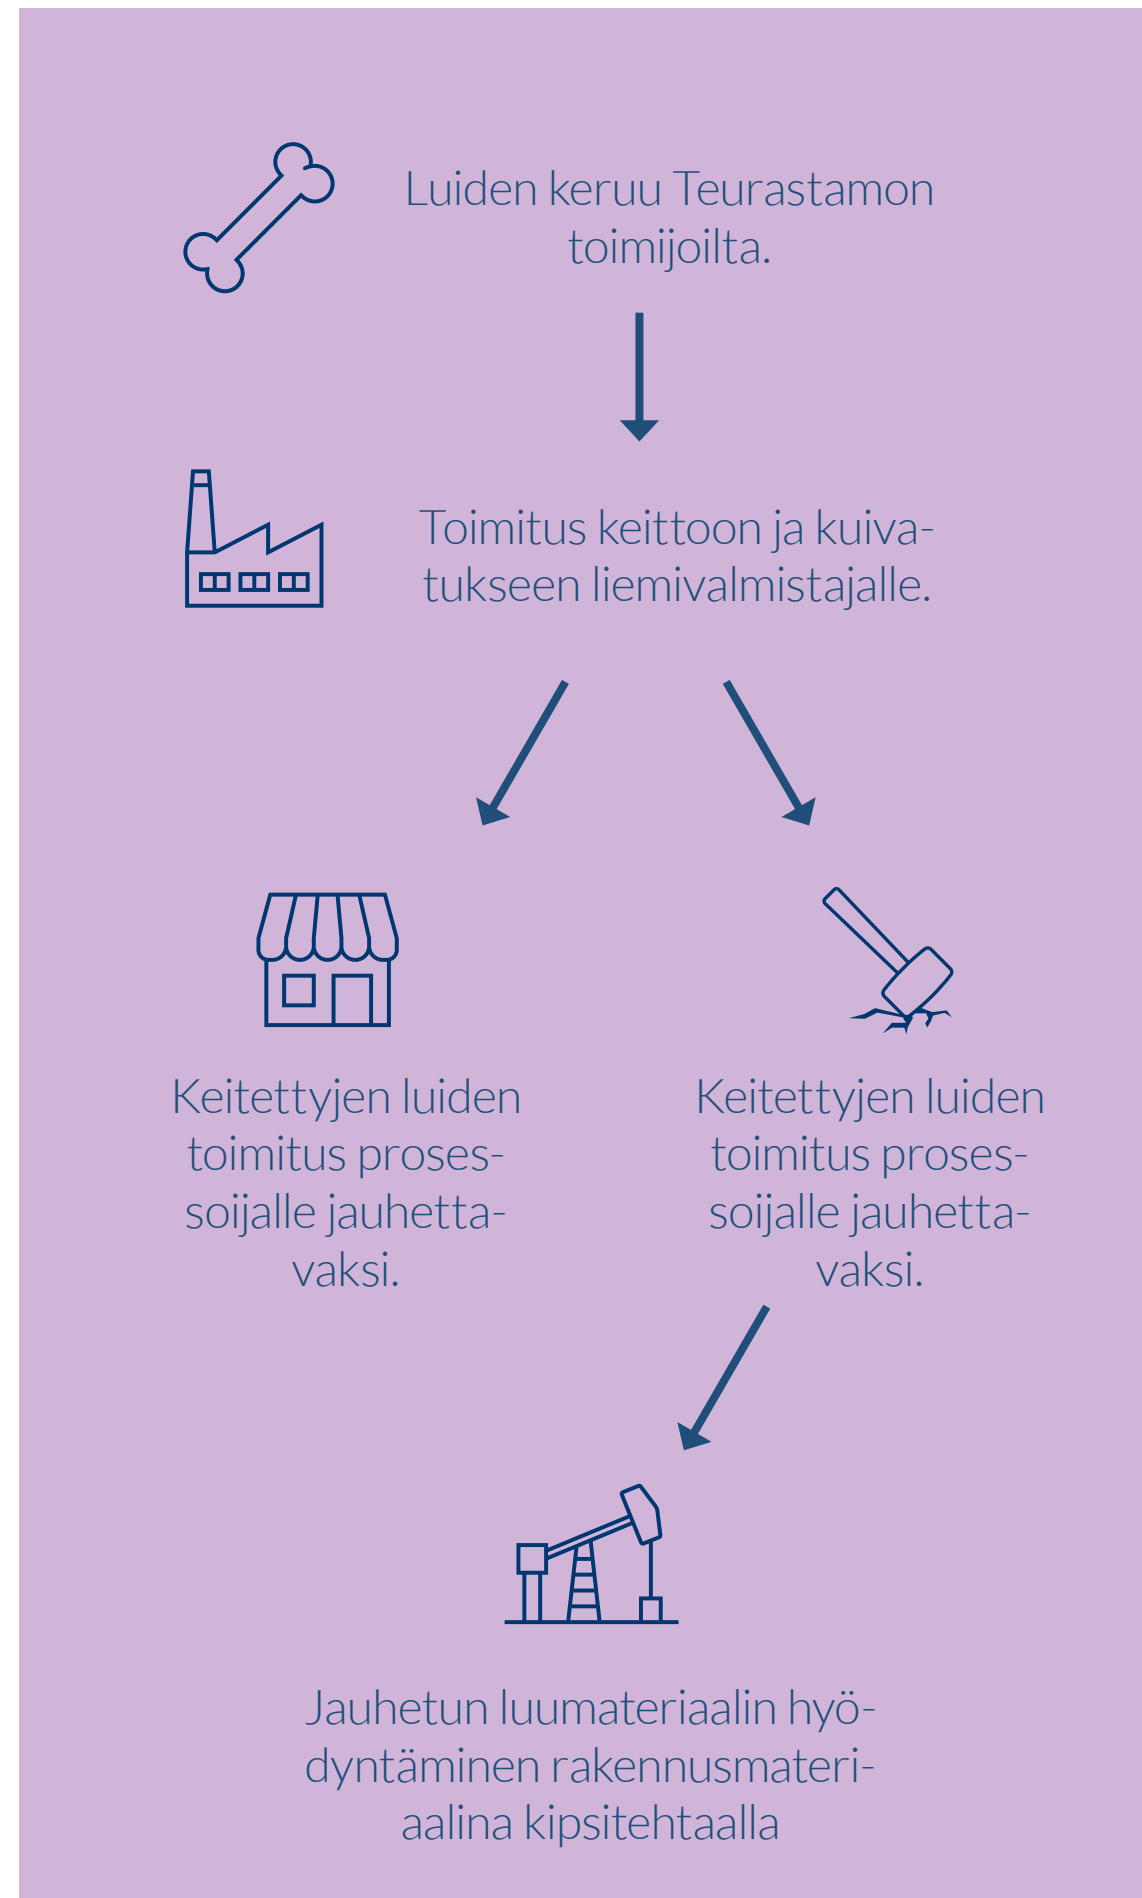 Luiden keruu Teurastamon
toimijoilta.
Toimitus keittoon ja kuiva-
tukseen liemivalmistajalle.
Keitettyjen luiden
toimitus proses-
soijalle jauhetta-
vaksi.
Keitettyjen luiden
toimitus proses-
soijalle jauhetta-
vaksi.
Jauhetun luumateriaalin hyö-
dyntäminen rakennusmateri-
aalina kipsitehtaalla